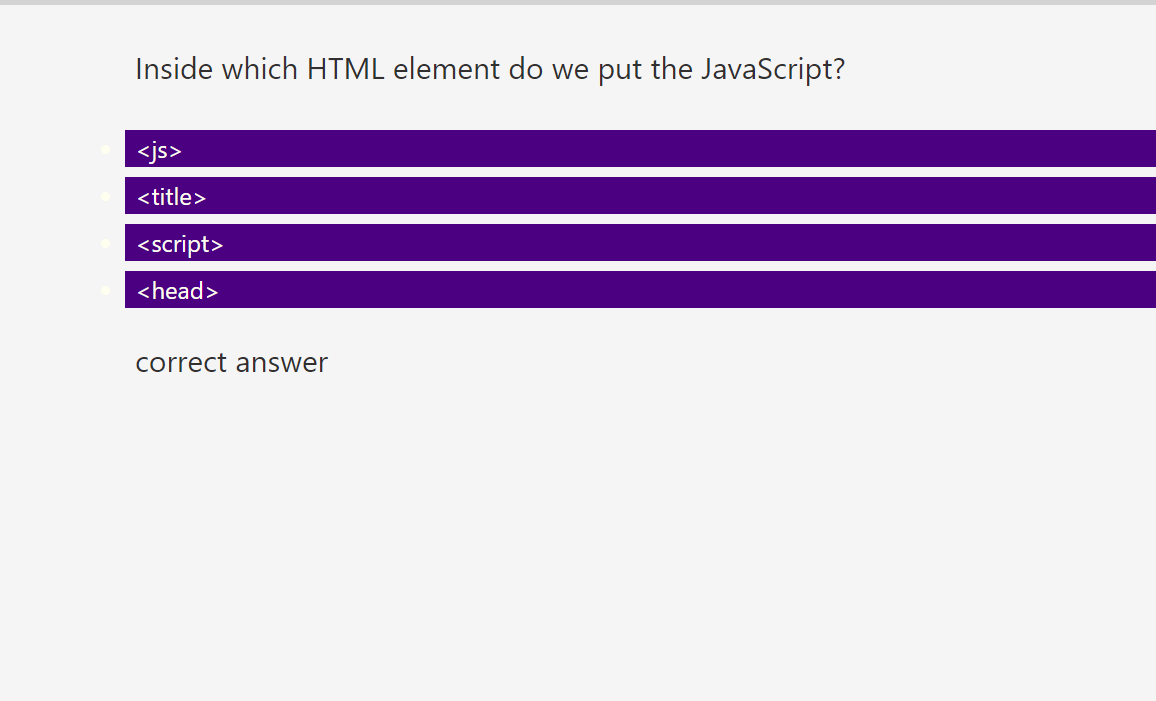 Inside which HTML element do we put the JavaScript?
<js>
<title>
<script>
<head>
correct answer